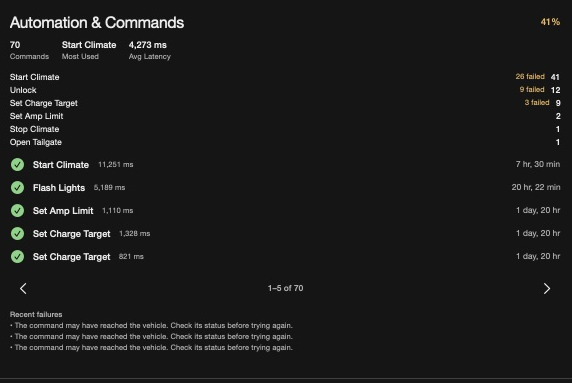 Automation & Commands 41%
70 Start Climate 4,273 ms
Commands Most Used Avg Latency
Start Climate 26 failed 41
Unlock 9 failed 12
Set Charge Target 3 failed 9
Set Amp Limit 2
Stop Climate 1
Open Tailgate 1
Start Climate 11,251 ms 7 hr, 30 min
Flash Lights 5,189 ms 20 hr, 22 min
Set Amp Limit 1,110 ms 1 day, 20 hr
Set Charge Target 1,328 ms 1 day, 20 hr
Set Charge Target 821 ms 1 day, 20 hr
1–5 of 70
Recent failures
• The command may have reached the vehicle. Check its status before trying again.
• The command may have reached the vehicle. Check its status before trying again.
• The command may have reached the vehicle. Check its status before trying again.